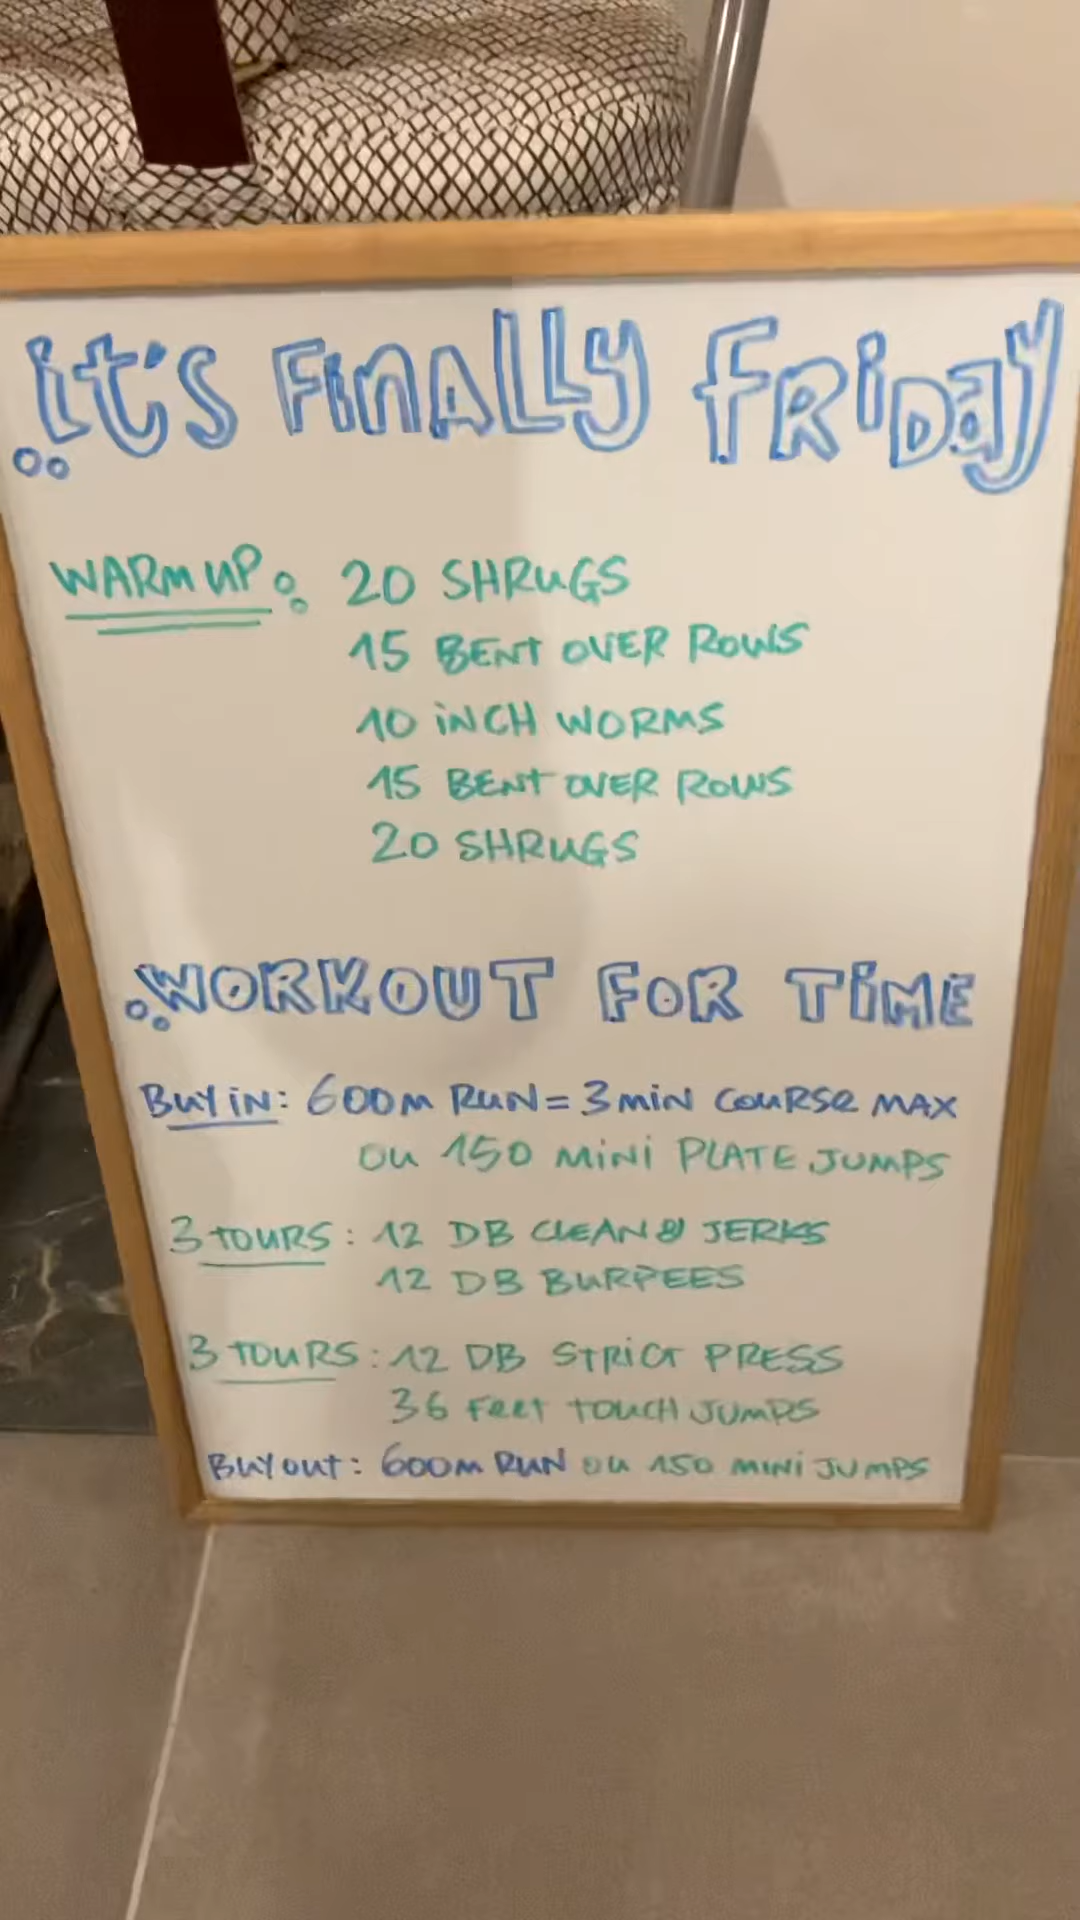 it's Finally Friday
WARM UP: 20 SHRUGS
15 BENT OVER ROWS
10 INCH WORMS
15 BENT OVER ROWS
20 SHRUGS
WORKOUT FOR TIME
Buy in: 600m RUN = 3 min course MAX
ou 150 MINI PLATE JUMPS
3 TOURS: 12 DB CLEAN & JERKS
12 DB BURPEES
3 TOURS: 12 DB STRICT PRESS
36 FEET TOUCH JUMPS
Buy out: 600m RUN ou 150 MINI JUMPS